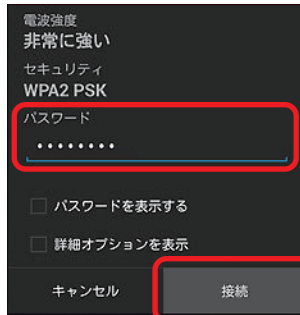 電波強度
非常に強い
セキュリティ
WPA2 PSK
パスワード
••••••••
パスワードを表示する
詳細オプションを表示
キャンセル
接続